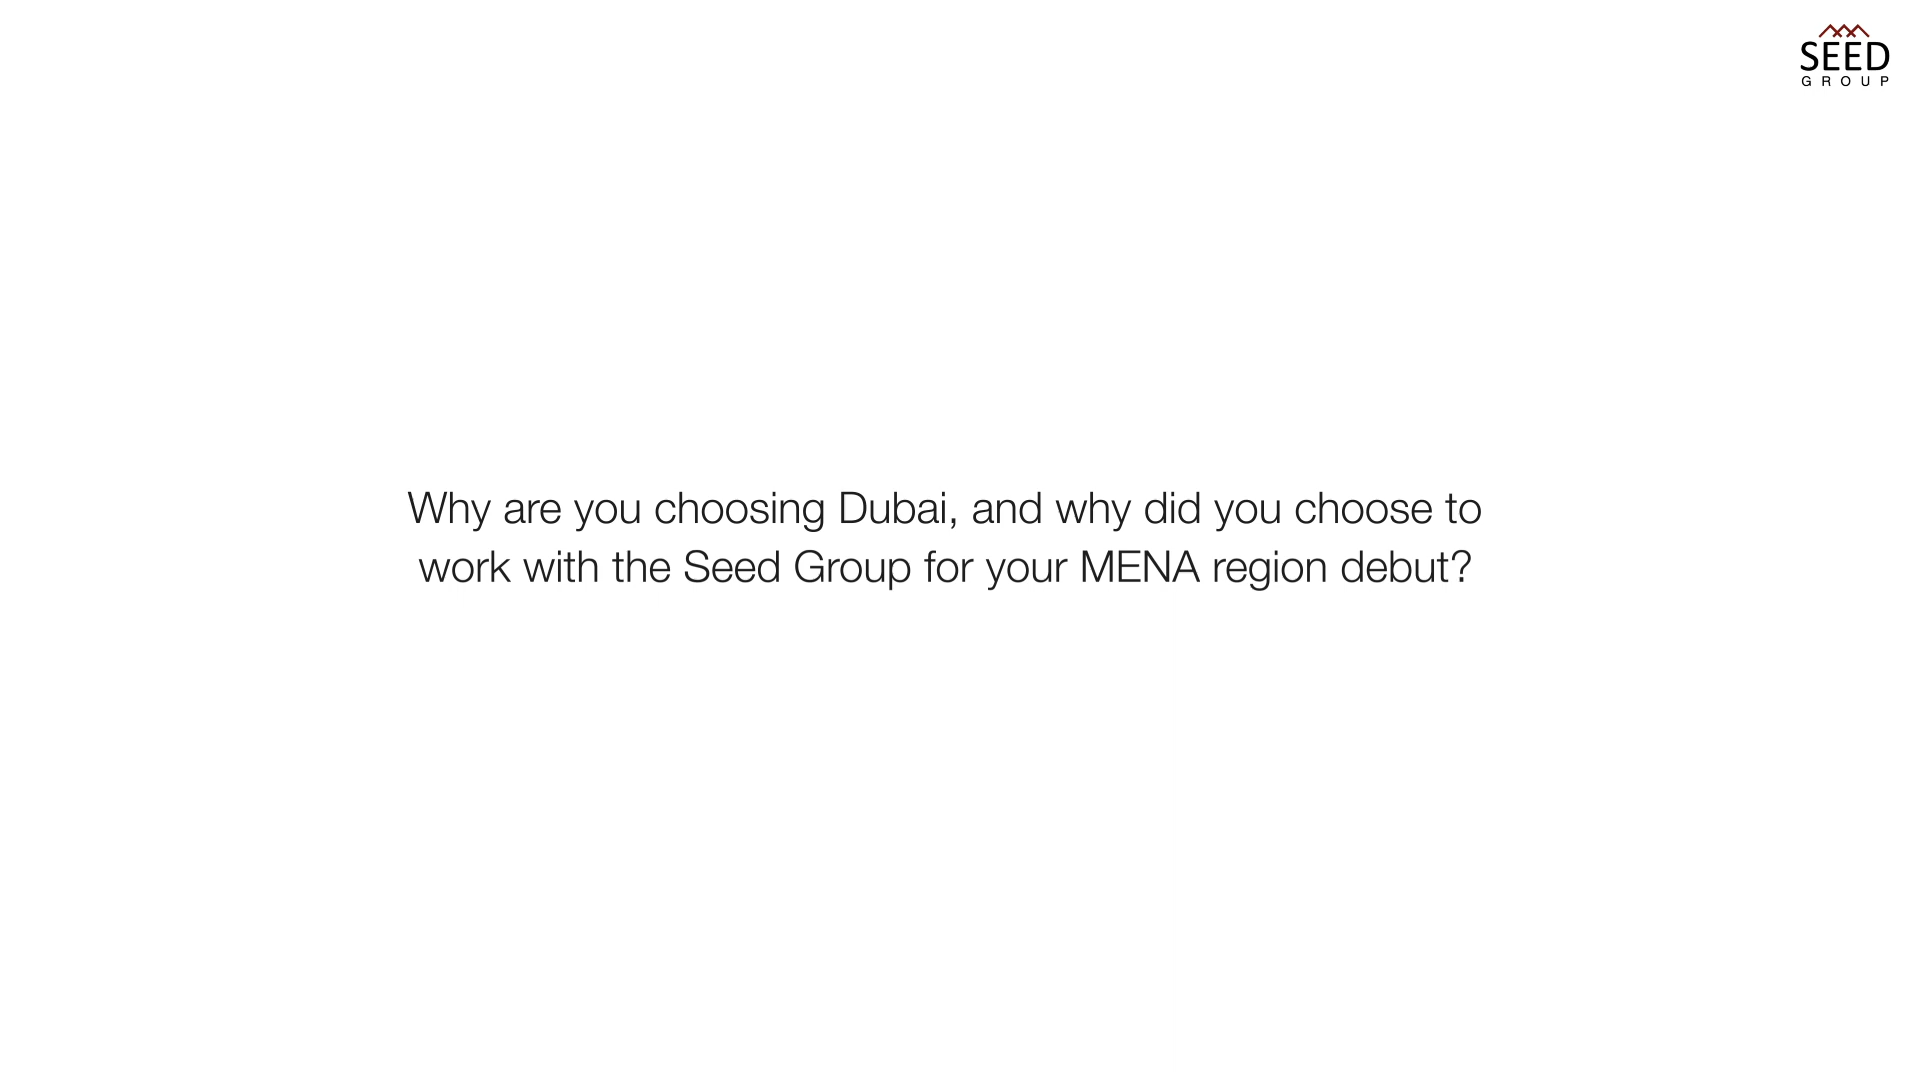 SEED
GROUP
Why are you choosing Dubai, and why did you choose to
work with the Seed Group for your MENA region debut?